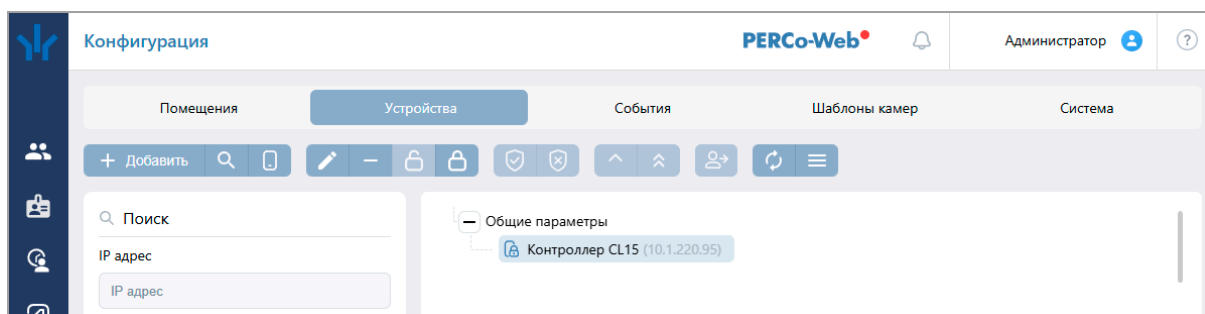 Конфигурация
PERCo-Web
Администратор
?
Помещения
Устройства
События
Шаблоны камер
Система
+ Добавить
Поиск
IP адрес
IP адрес
Общие параметры
Контроллер CL15 (10.1.220.95)